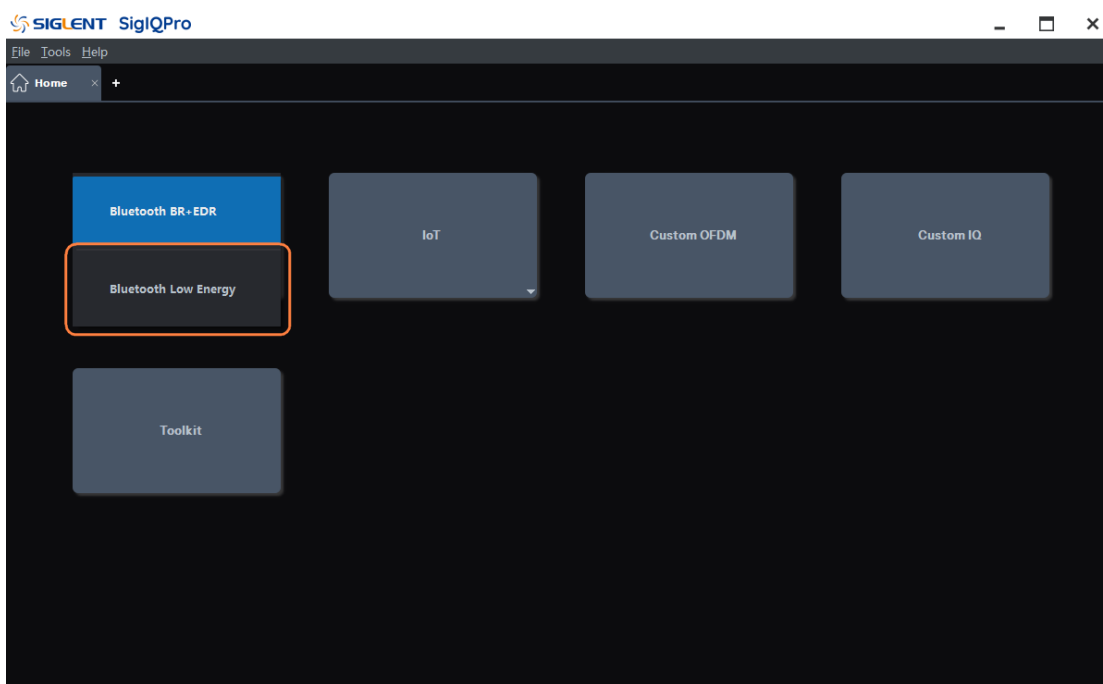 SIGLENT SigIQPro
File Tools Help
Home × +
Bluetooth BR+EDR
Bluetooth Low Energy
IoT
Custom OFDM
Custom IQ
Toolkit